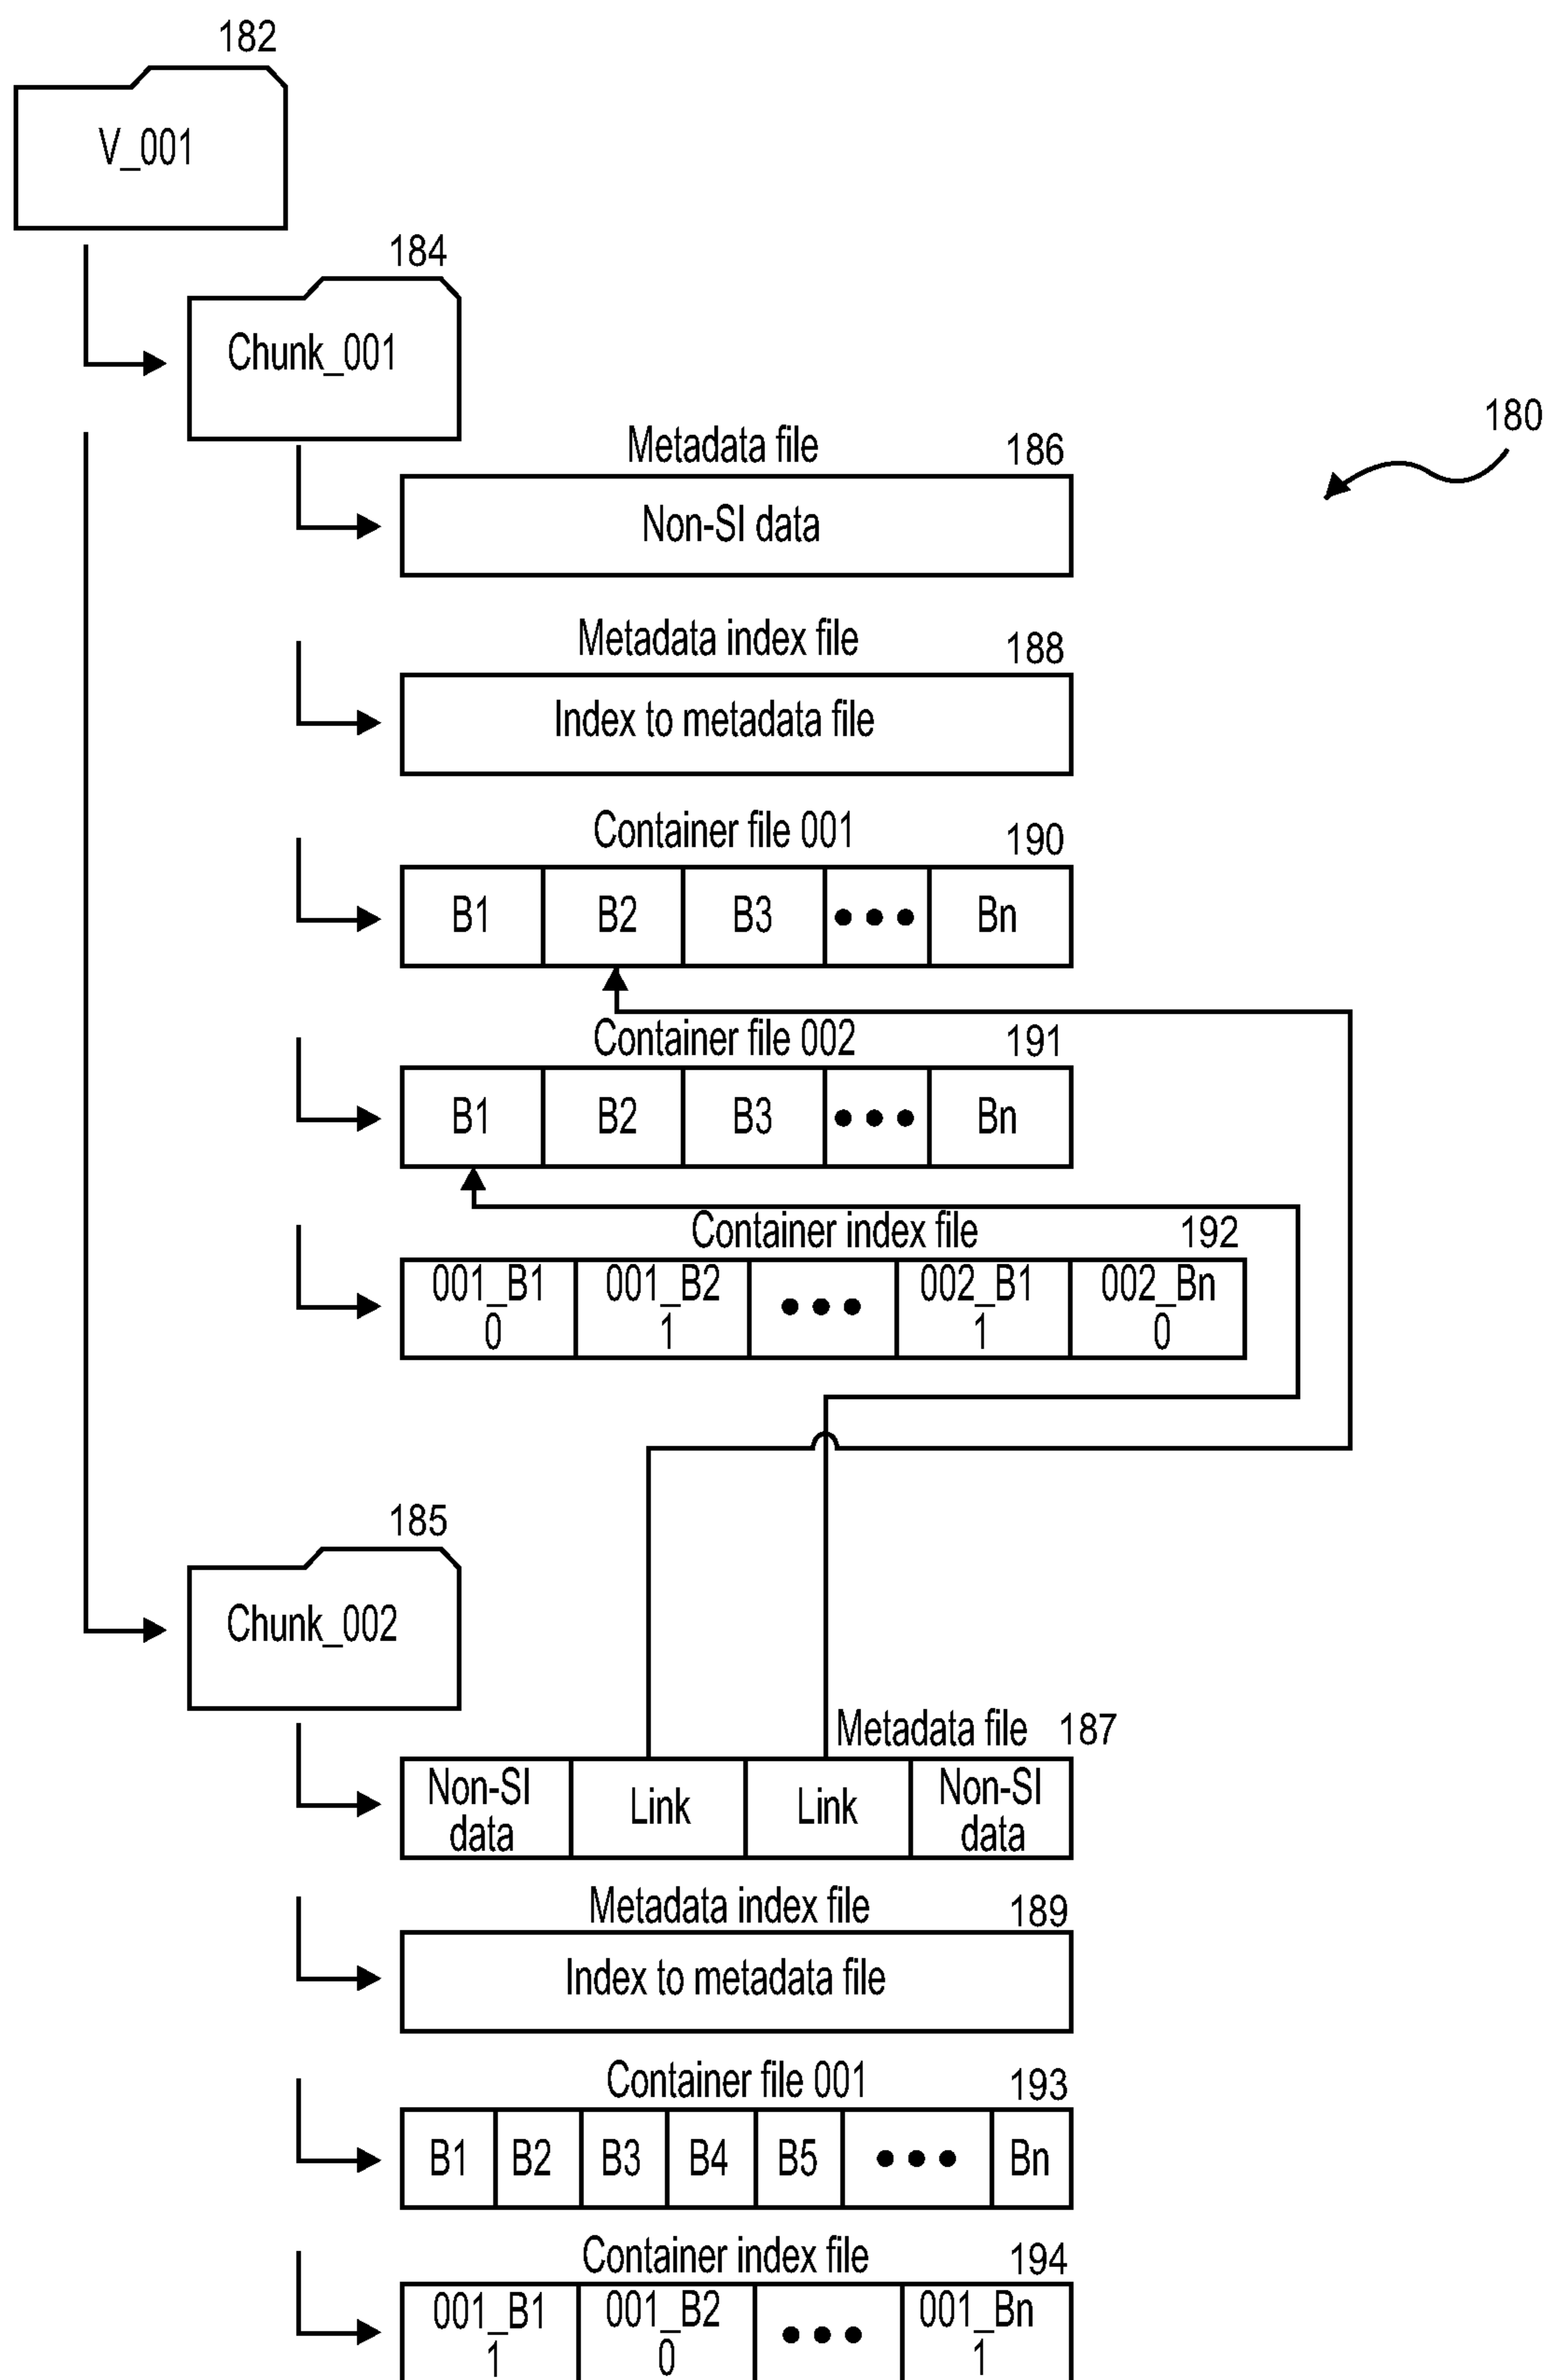 182
V_001
184
Chunk_001
180
Metadata file 186
Non-SI data
Metadata index file 188
Index to metadata file
Container file 001 190
B1 B2 B3 ••• Bn
Container file 002 191
B1 B2 B3 ••• Bn
Container index file 192
001_B1 001_B2 ••• 002_B1 002_Bn
0 1 1 0
185
Chunk_002
Metadata file 187
Non-SI Link Link Non-SI
data data
Metadata index file 189
Index to metadata file
Container file 001 193
B1 B2 B3 B4 B5 ••• Bn
Container index file 194
001_B1 001_B2 ••• 001_Bn
1 0 1